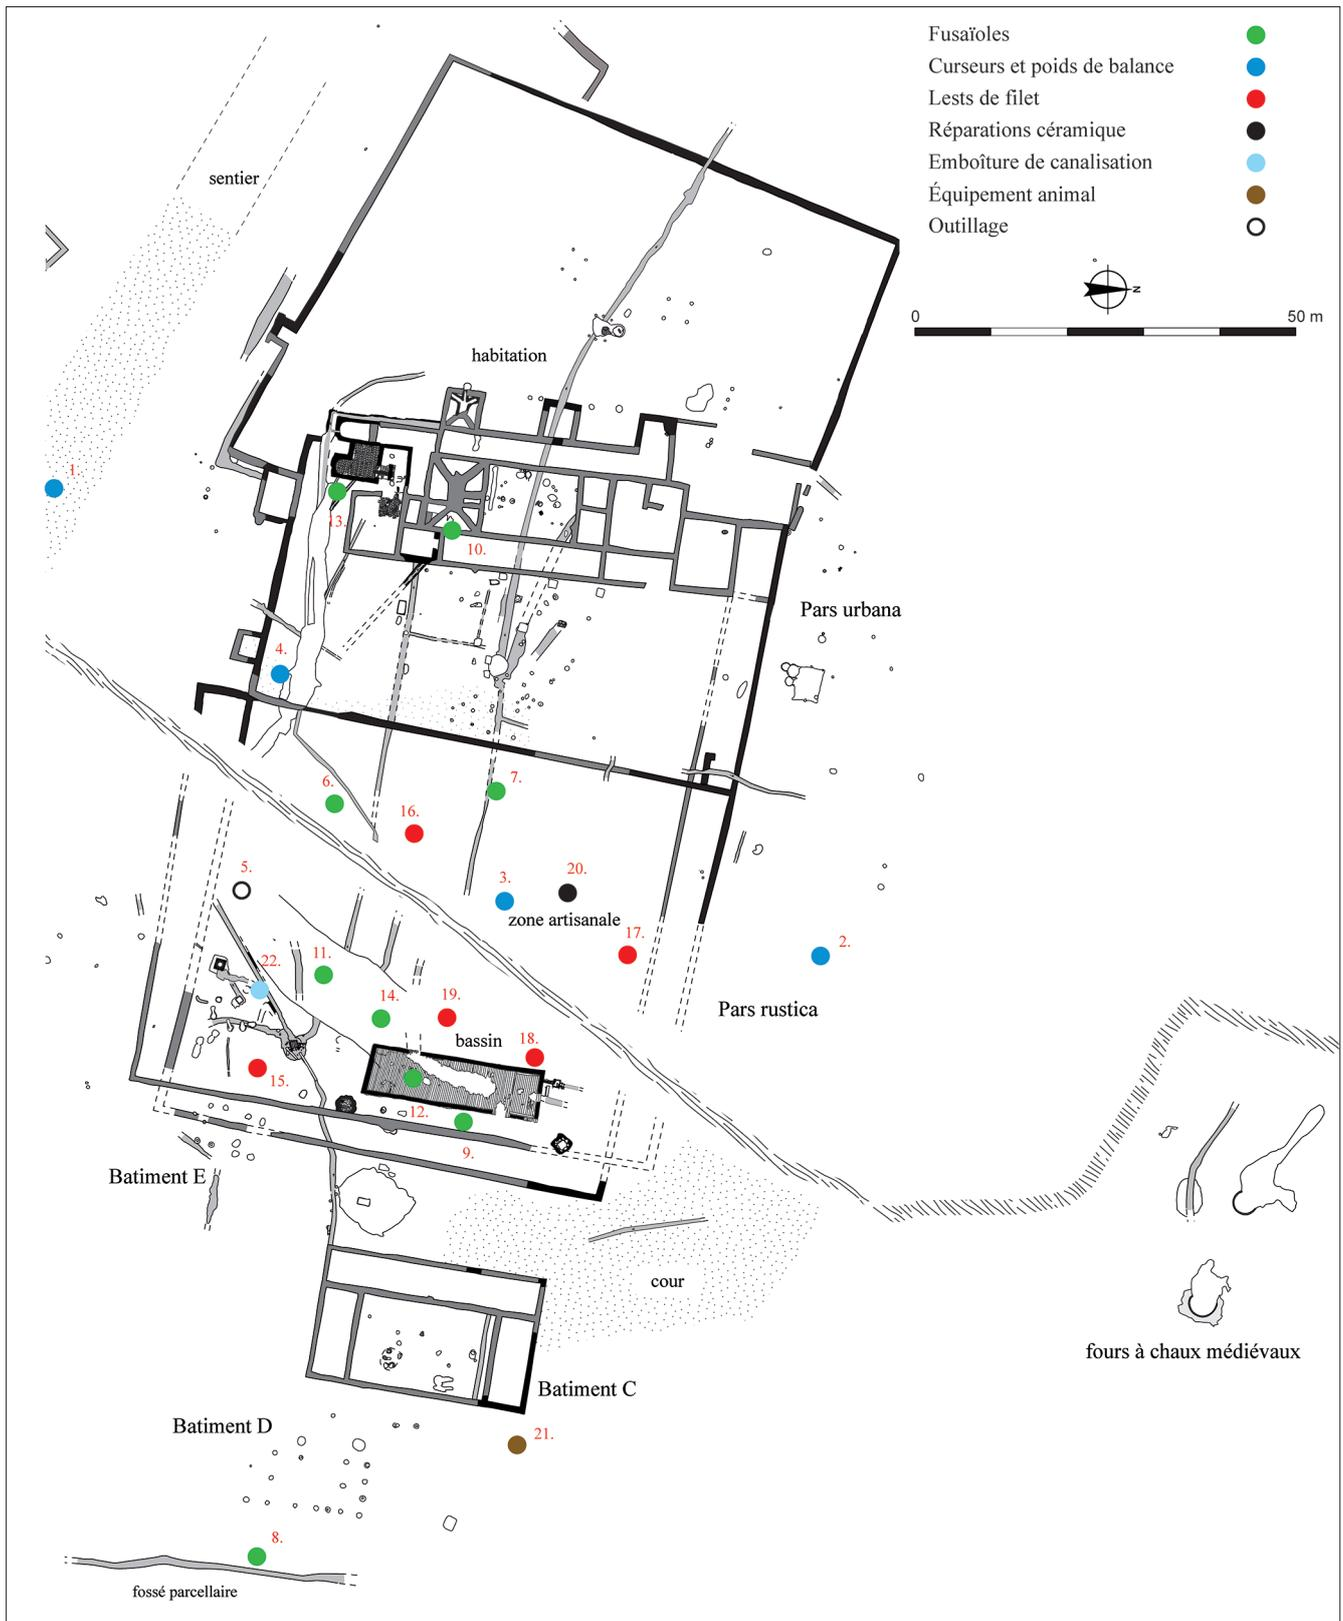 Fusaïoles
Curseurs et poids de balance
Lests de filet
Réparations céramique
Emboîture de canalisation
Équipement animal
Outillage
N
0 50 m
sentier
habitation
1.
13.
10.
Pars urbana
4.
6.
7.
16.
5.
3.
20.
zone artisanale
17.
2.
22.
11.
14.
19.
Pars rustica
bassin
18.
15.
12.
9.
Batiment E
cour
fours à chaux médiévaux
Batiment C
Batiment D
21.
8.
fossé parcellaire